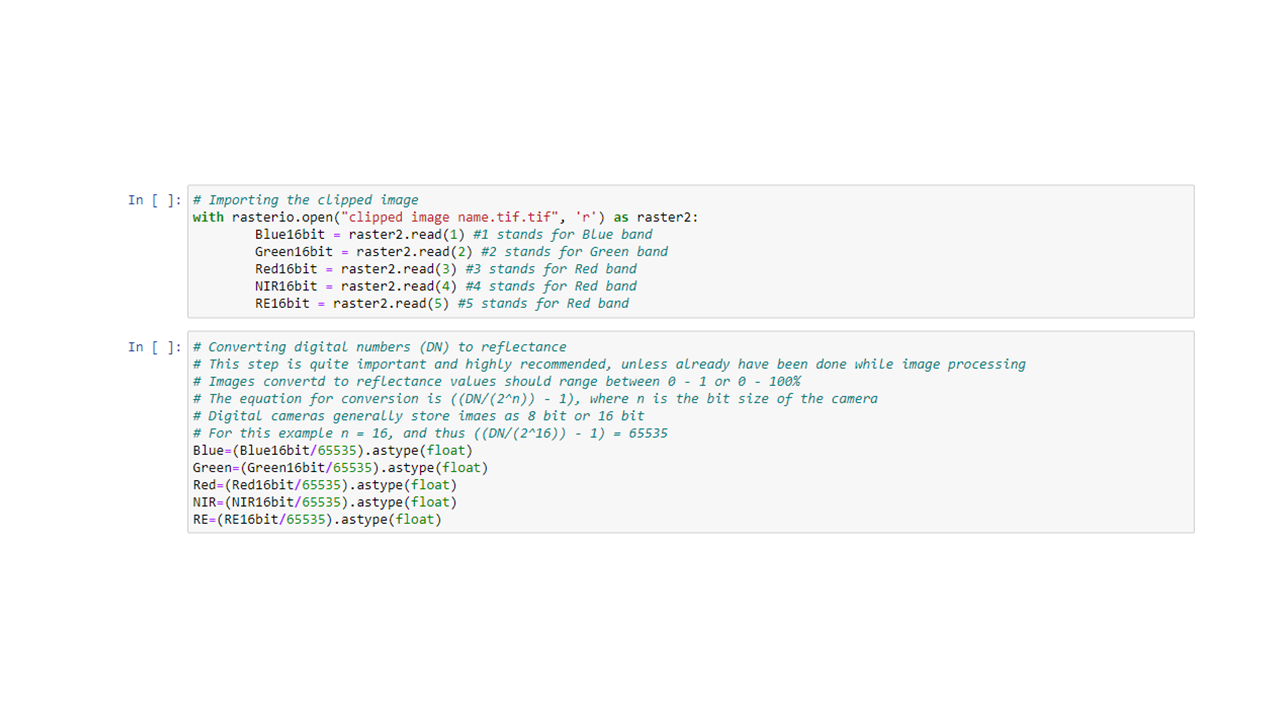 In [ ]: # Importing the clipped image
with rasterio.open("clipped image name.tif.tif", 'r') as raster2:
        Blue16bit = raster2.read(1) #1 stands for Blue band
        Green16bit = raster2.read(2) #2 stands for Green band
        Red16bit = raster2.read(3) #3 stands for Red band
        NIR16bit = raster2.read(4) #4 stands for Red band
        RE16bit = raster2.read(5) #5 stands for Red band
In [ ]: # Converting digital numbers (DN) to reflectance
# This step is quite important and highly recommended, unless already have been done while image processing
# Images convertd to reflectance values should range between 0 - 1 or 0 - 100%
# The equation for conversion is ((DN/(2^n)) - 1), where n is the bit size of the camera
# Digital cameras generally store imaes as 8 bit or 16 bit
# For this example n = 16, and thus ((DN/(2^16)) - 1) = 65535
Blue=(Blue16bit/65535).astype(float)
Green=(Green16bit/65535).astype(float)
Red=(Red16bit/65535).astype(float)
NIR=(NIR16bit/65535).astype(float)
RE=(RE16bit/65535).astype(float)